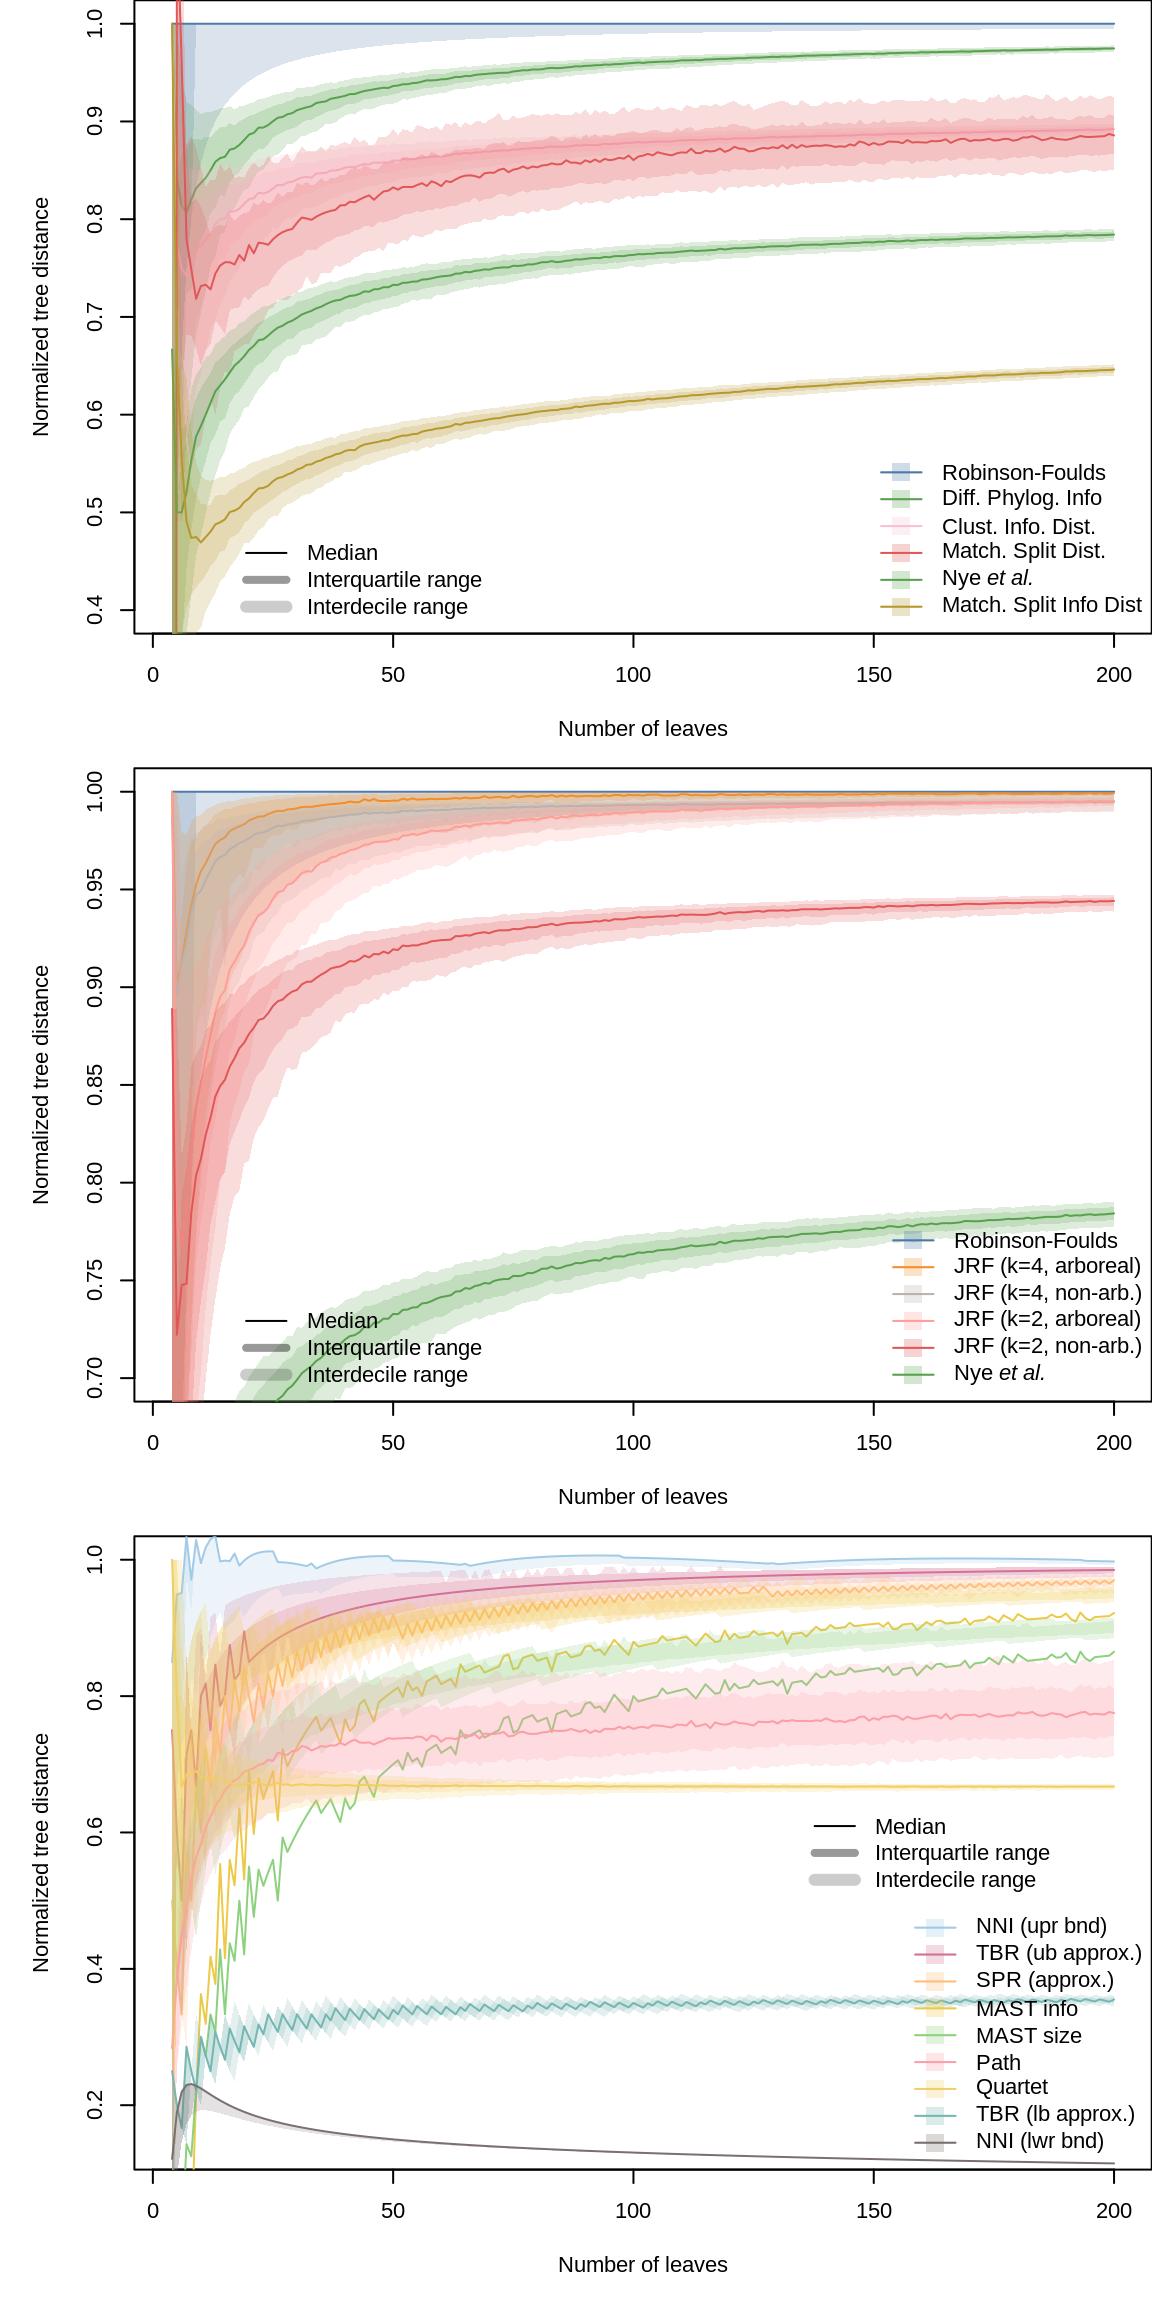 1.0
0.9
0.8
0.7
0.6
0.5
0.4
Normalized tree distance
Robinson-Foulds
Diff. Phylog. Info
Clust. Info. Dist.
Match. Split Dist.
Nye et al.
Match. Split Info Dist
Median
Interquartile range
Interdecile range
0 50 100 150 200
Number of leaves
1.00
0.95
0.90
0.85
0.80
0.75
0.70
Normalized tree distance
Robinson-Foulds
JRF (k=4, arboreal)
JRF (k=4, non-arb.)
JRF (k=2, arboreal)
JRF (k=2, non-arb.)
Nye et al.
Median
Interquartile range
Interdecile range
0 50 100 150 200
Number of leaves
1.0
0.8
0.6
0.4
0.2
Normalized tree distance
Median
Interquartile range
Interdecile range
NNI (upr bnd)
TBR (ub approx.)
SPR (approx.)
MAST info
MAST size
Path
Quartet
TBR (lb approx.)
NNI (lwr bnd)
0 50 100 150 200
Number of leaves